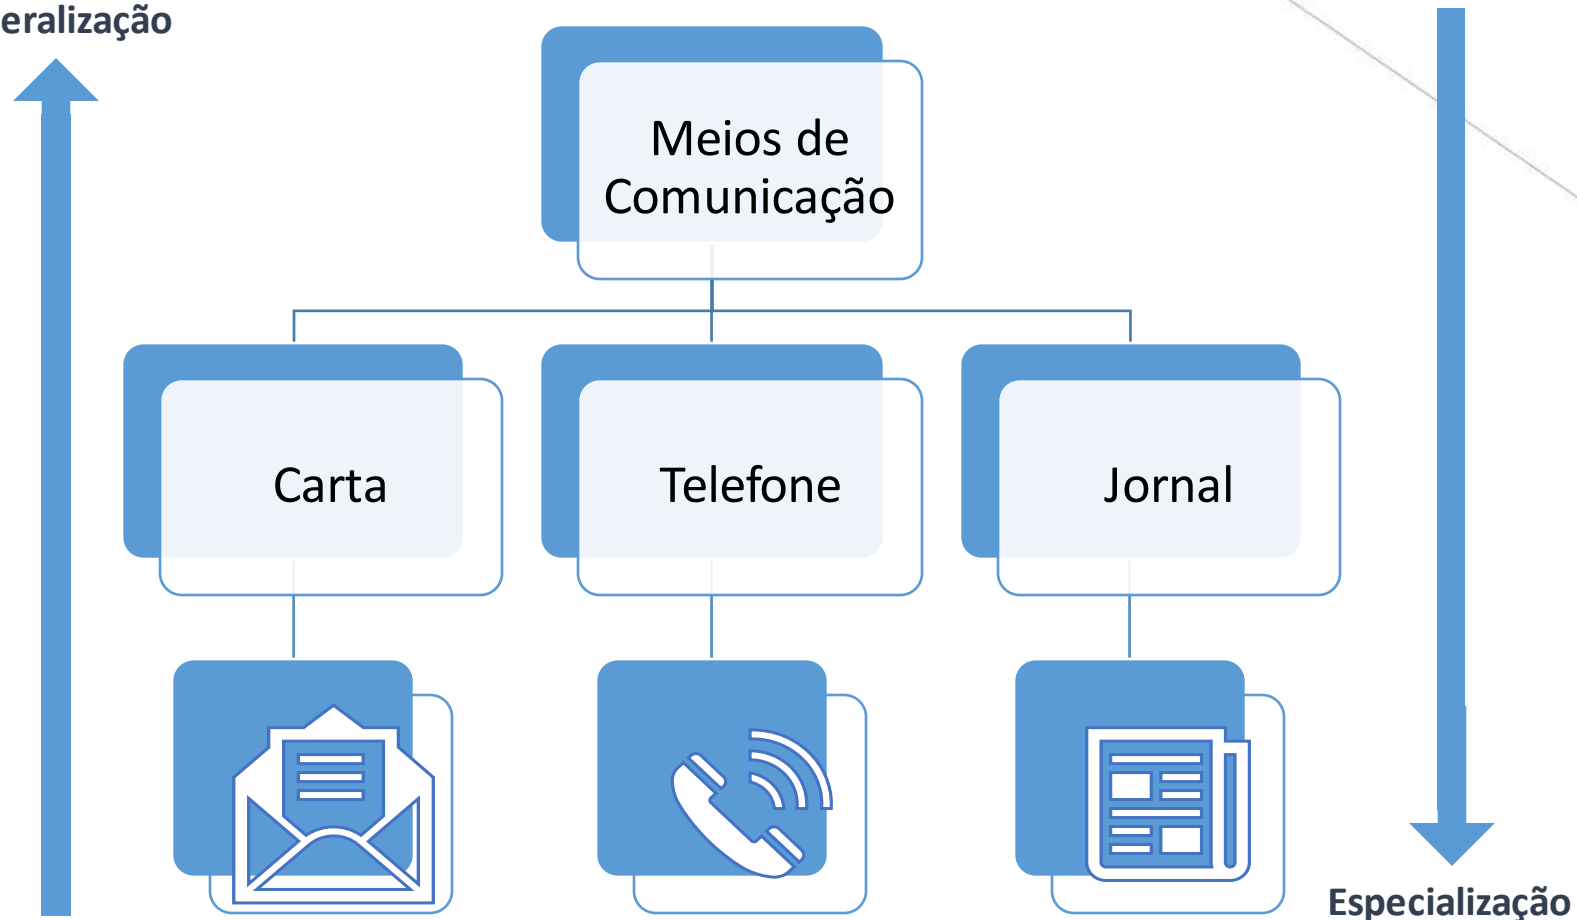 eralização
Meios de
Comunicação
Carta
Telefone
Jornal
Especialização